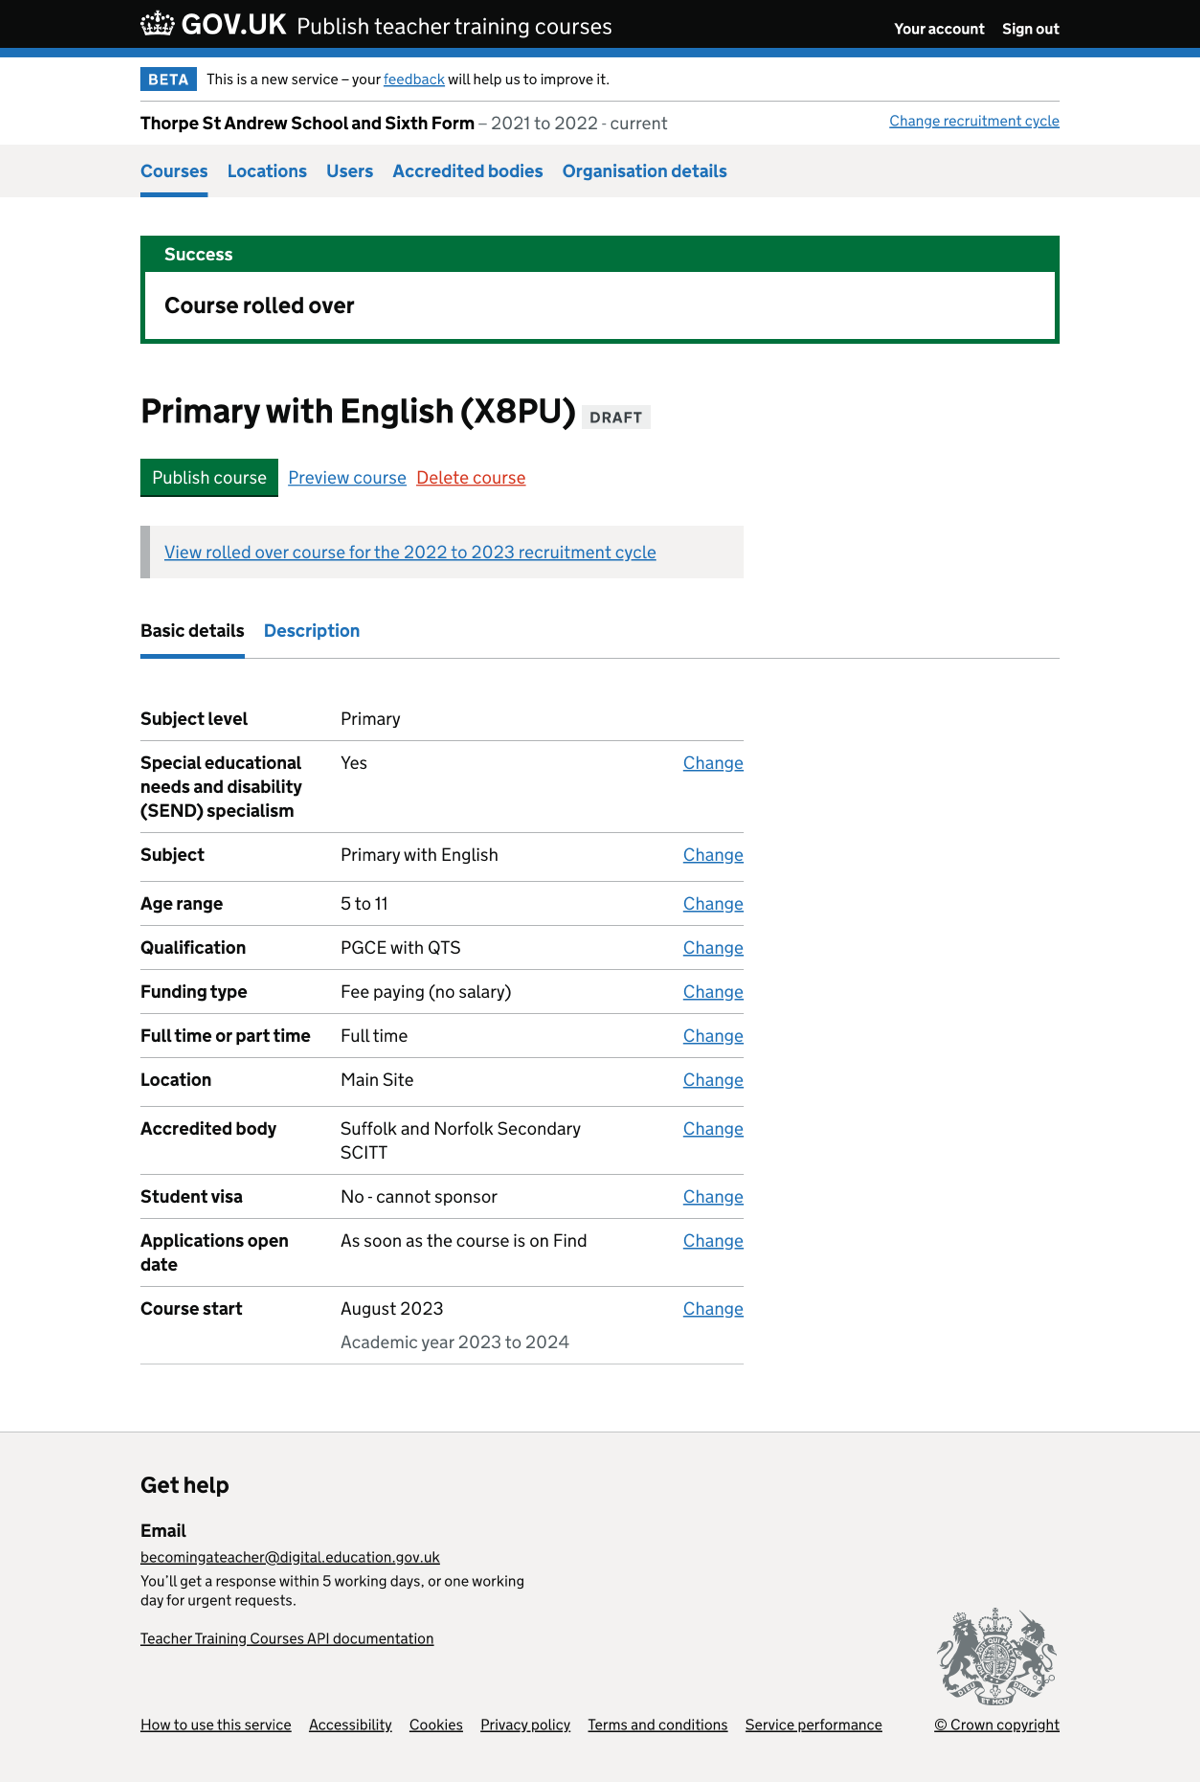 GOV.UK Publish teacher training courses
Your account Sign out
BETA This is a new service – your feedback will help us to improve it.
Thorpe St Andrew School and Sixth Form – 2021 to 2022 - current
Change recruitment cycle
Courses Locations Users Accredited bodies Organisation details
Success
Course rolled over
Primary with English (X8PU) DRAFT
Publish course Preview course Delete course
View rolled over course for the 2022 to 2023 recruitment cycle
Basic details Description
Subject level Primary
Special educational needs and disability (SEND) specialism Yes Change
Subject Primary with English Change
Age range 5 to 11 Change
Qualification PGCE with QTS Change
Funding type Fee paying (no salary) Change
Full time or part time Full time Change
Location Main Site Change
Accredited body Suffolk and Norfolk Secondary SCITT Change
Student visa No - cannot sponsor Change
Applications open date As soon as the course is on Find Change
Course start August 2023 Change
Academic year 2023 to 2024
Get help
Email
becomingateacher@digital.education.gov.uk
You'll get a response within 5 working days, or one working
day for urgent requests.
Teacher Training Courses API documentation
DIEU ET MON DROIT
How to use this service Accessibility Cookies Privacy policy Terms and conditions Service performance © Crown copyright